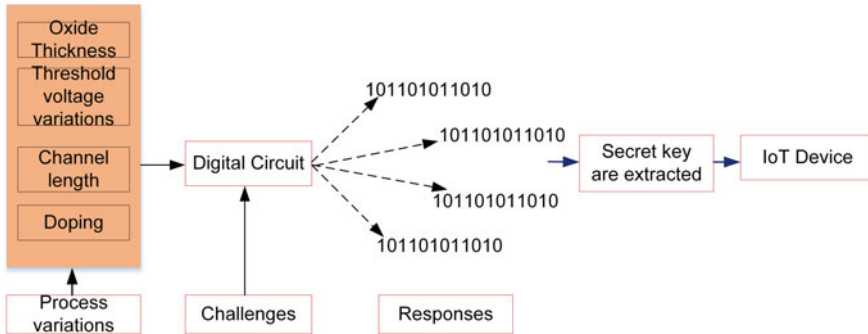 Oxide
Thickness
Threshold
voltage
variations
Channel
length
Doping
Process
variations
Digital Circuit
Challenges
101101011010
101101011010
101101011010
101101011010
Responses
Secret key
are extracted
IoT Device